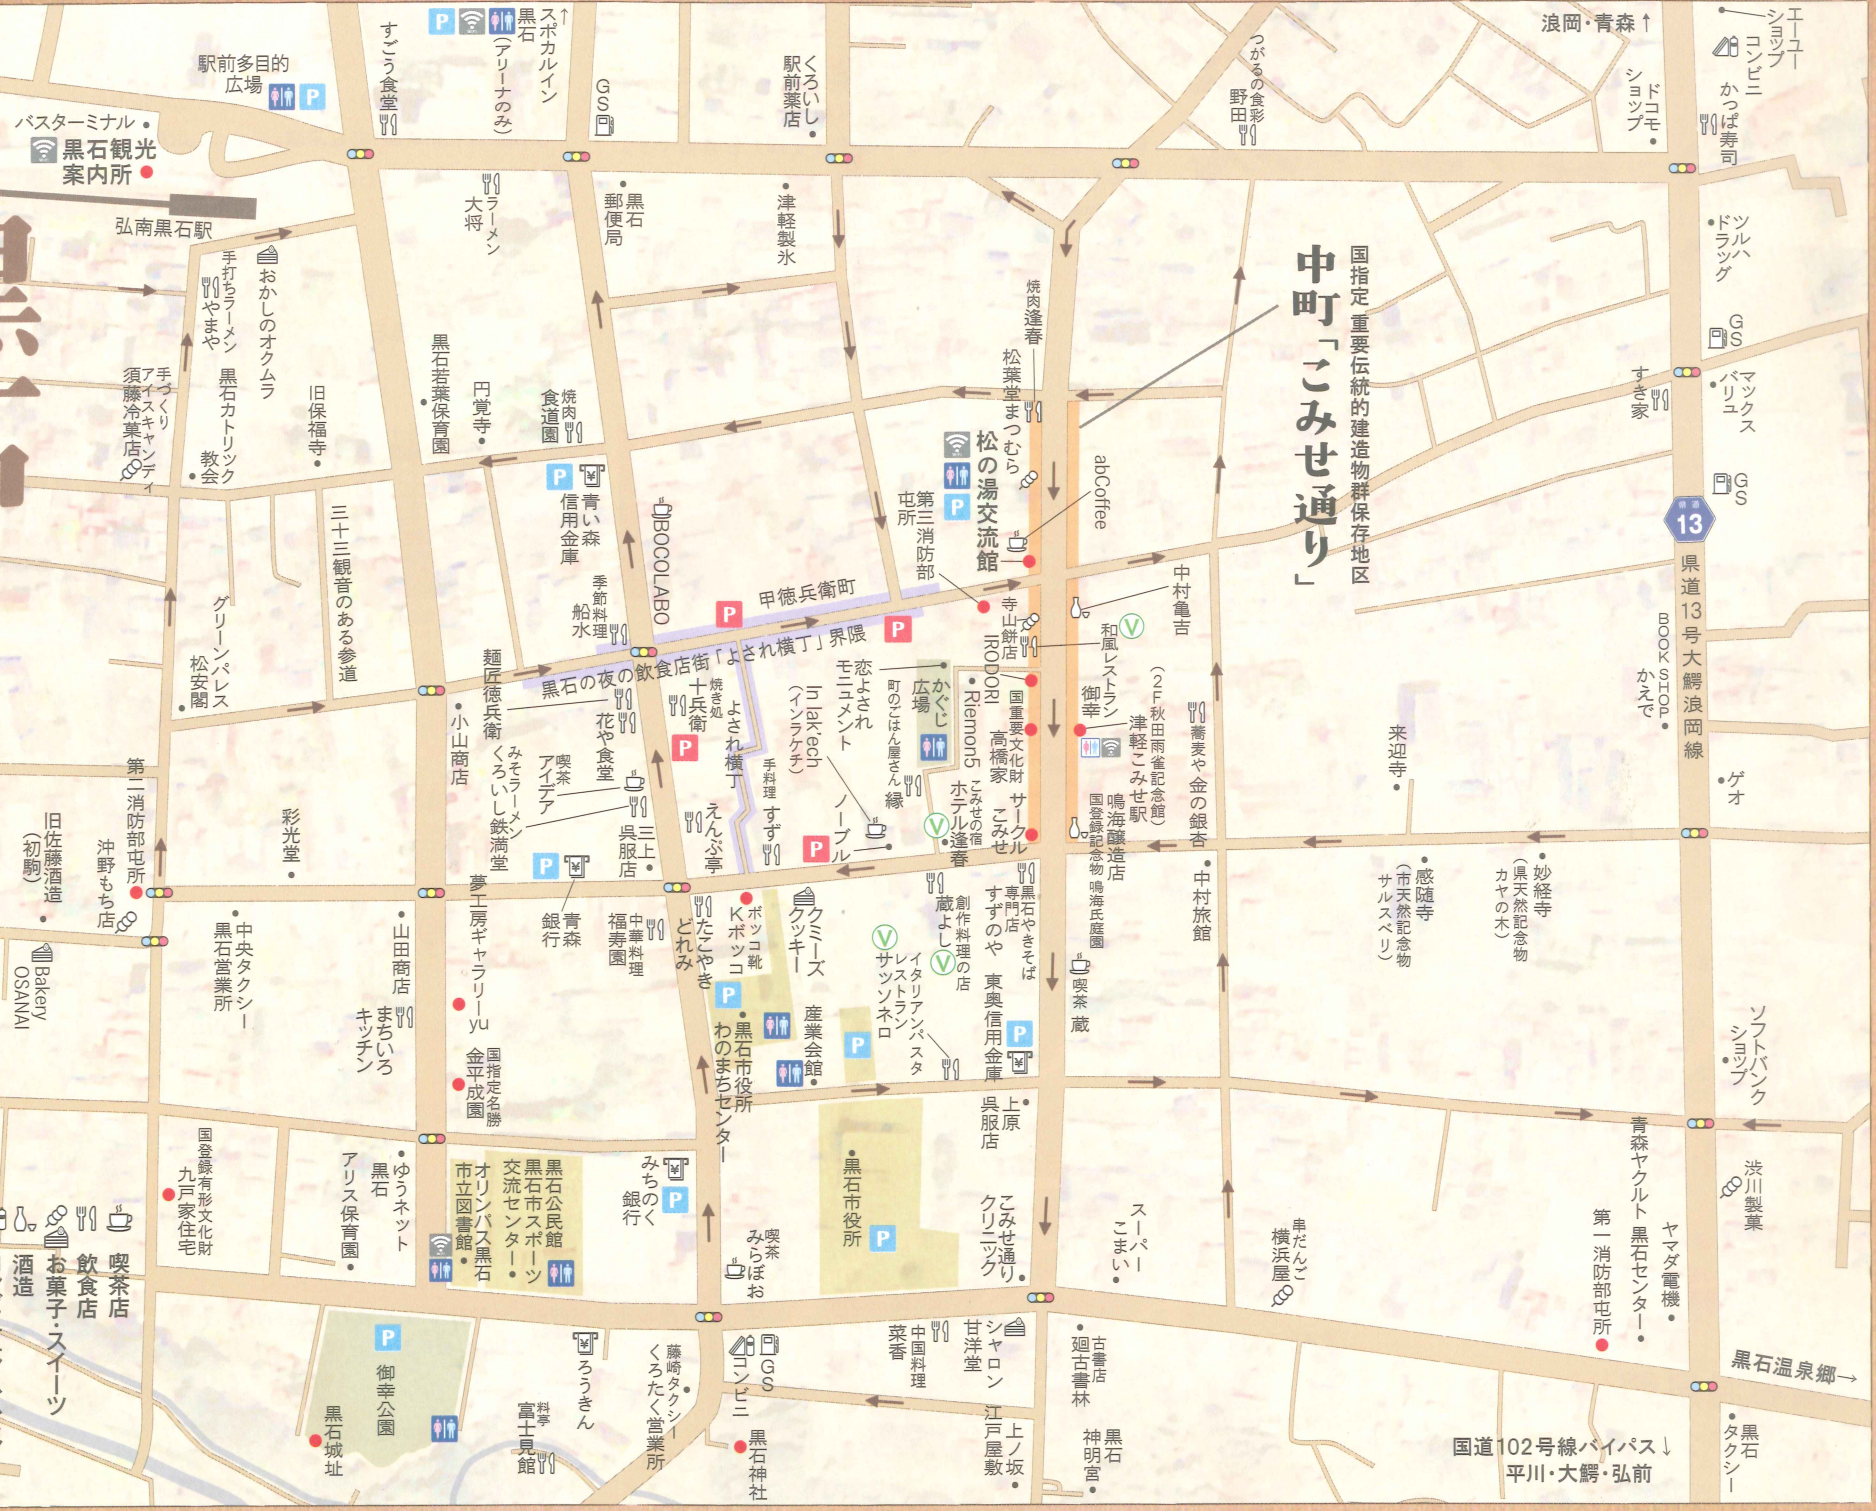 浪岡・青森↑
エーユー
ショップ
コンビニ
かっぱ寿司
ドコモ
ショップ
つがるの食彩
野田
くろいし
駅前薬店
GS
スポカルイン
黒石
(アリーナのみ)
すごう食堂
駅前多目的
広場
バスターミナル
黒石観光
案内所
弘南黒石駅
ラーメン
大将
黒石
郵便局
津軽製氷
手打ちラーメン
やまや
おかしのオクムラ
手づくり
アイスキャンディ
須藤冷菓店
黒石カトリック
教会
旧保福寺
黒石若葉保育園
円覚寺
焼肉
食道園
青い森
信用金庫
BOCOLABO
季節料理
船水
三十三観音のある参道
グリーンパレス
松安閣
焼肉逢春
松葉堂まつむら
松の湯交流館
第三消防部
屯所
abCoffee
国指定 重要伝統的建造物群保存地区
中町「こみせ通り」
ツルハ
ドラッグ
GS
マックス
バリュ
すき家
GS
県道
13
県道13号大鰐浪岡線
BOOK SHOP
かえで
ゲオ
来迎寺
中村亀吉
和風レストラン
御幸
(2F秋田雨雀記念館)
津軽こみせ駅
蕎麦や 金の銀杏
鳴海醸造店
国登録記念物 鳴海氏庭園
中村旅館
感随寺
(市天然記念物
サルスベリ)
妙経寺
(県天然記念物
カヤの木)
甲徳兵衛町
黒石の夜の飲食店街「よされ横丁」界隈
寺山餅店
IRODORI
Riemon5
国重要文化財
高橋家
サークル
こみせ
こみせの宿
ホテル逢春
かぐじ
広場
恋よされ
モニュメント
町のごはん屋さん
縁
In lak'ech
(インラケチ)
ノーブル
手料理
すず
よされ横丁
焼き処
十兵衛
えんぶ亭
麺匠徳兵衛
花や食堂
喫茶
アイデア
みそラーメン
くろいし鉄満堂
三上
呉服店
小山商店
第二消防部屯所
彩光堂
旧佐藤酒造
(初駒)
沖野もち店
Bakery
OSANAI
中央タクシー
黒石営業所
山田商店
まちいろ
キッチン
夢工房ギャラリーyu
国指定名勝
金平成園
青森
銀行
中華料理
福寿園
たこやき
どれみ
ボッコ靴
Kボッコ
クミーズ
クッキー
産業会館
黒石市役所
わのまちセンター
イタリアンパスタ
レストラン
サッソネロ
創作料理の店
蔵よし
黒石やきそば
専門店
すずのや
東奥信用金庫
喫茶 蔵
上原
呉服店
黒石市役所
こみせ通り
クリニック
スーパー
こまい
串だんご
横浜屋
ソフトバンク
ショップ
渋川製菓
青森ヤクルト 黒石センター
ヤマダ電機
第一消防部屯所
黒石温泉郷→
国道102号線バイパス↓
平川・大鰐・弘前
黒石
タクシー
古書店
廻古書林
黒石
神明宮
シャロン
甘洋堂
中国料理
菜香
江戸屋敷
上ノ坂
GS
コンビニ
黒石神社
喫茶
みらぼお
みちのく
銀行
黒石公民館
黒石市スポーツ
交流センター
オリンパス黒石
市立図書館
ゆうネット
黒石
アリス保育園
国登録有形文化財
九戸家住宅
喫茶店
飲食店
お菓子・スイーツ
酒造
御幸公園
黒石城址
料亭
富士見館
ろうきん
藤崎タクシー
くろたく営業所